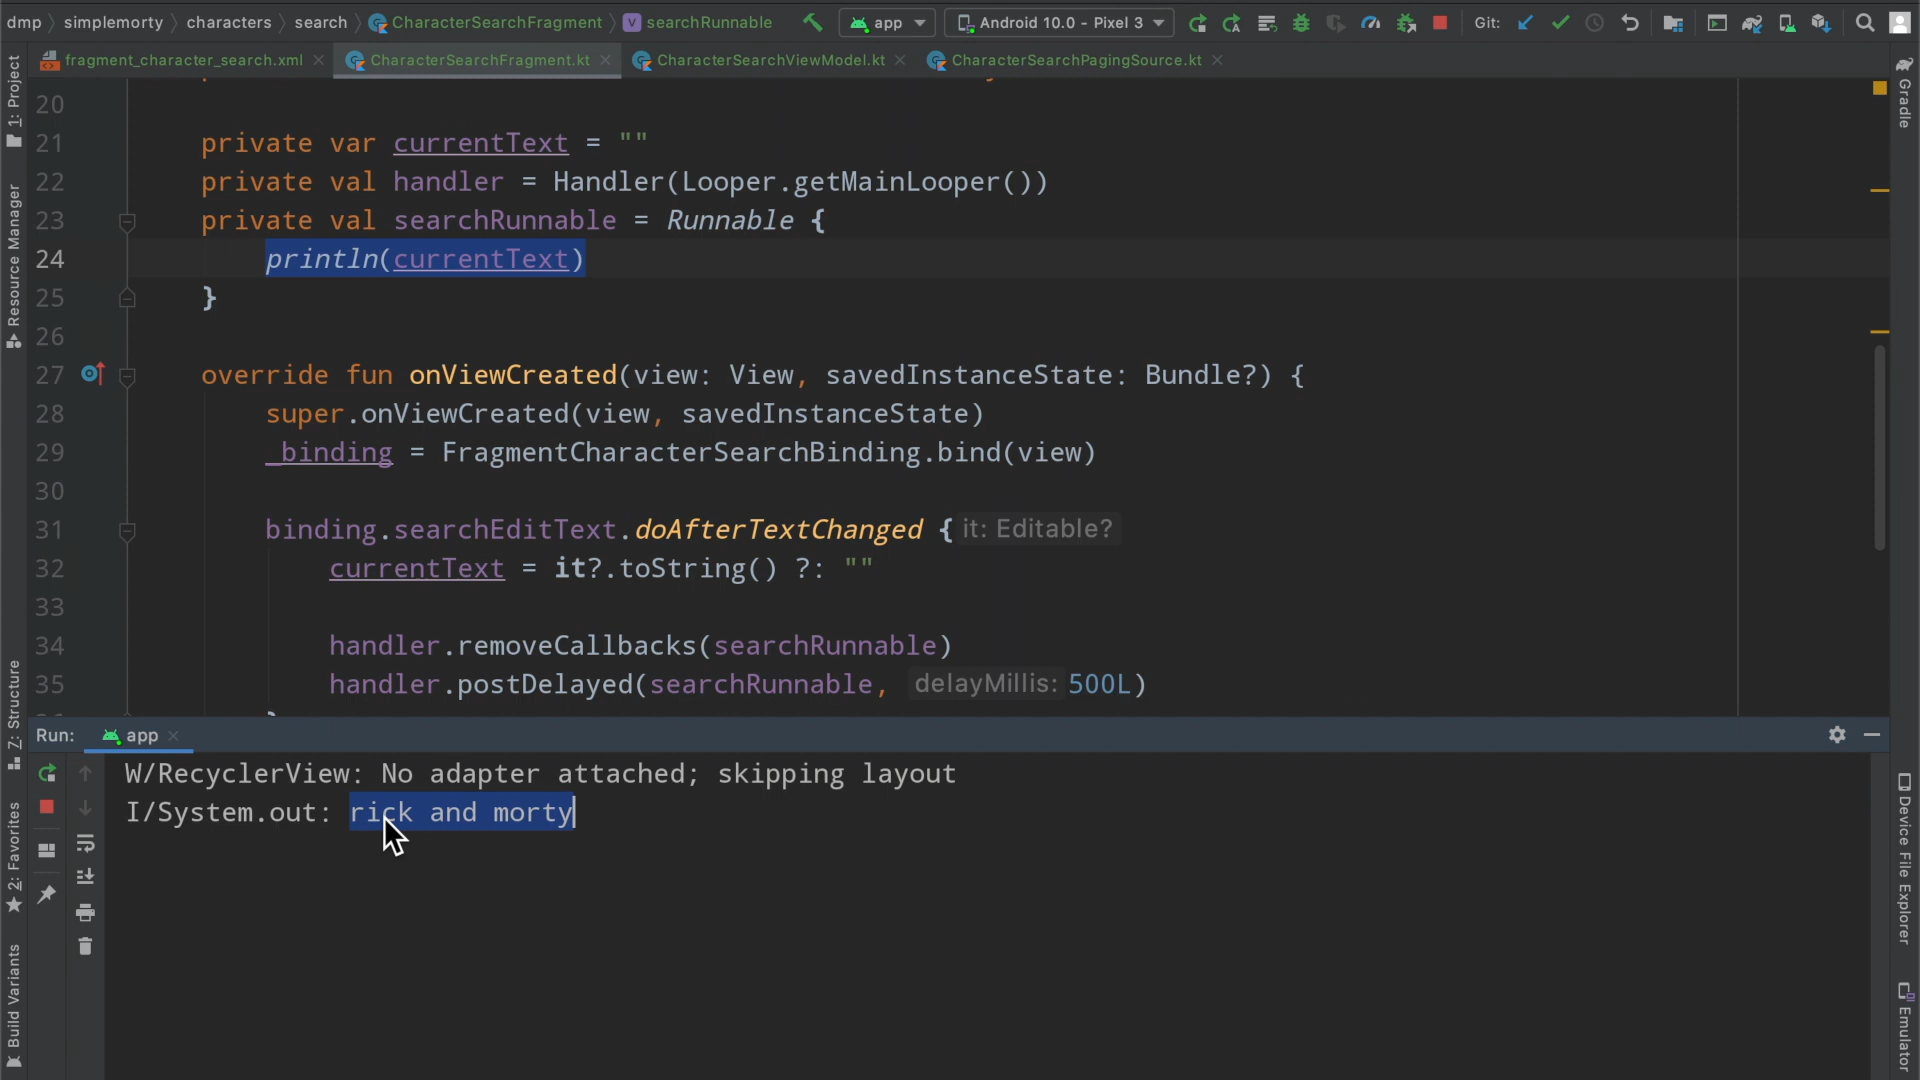 dmp simplemorty characters search CharacterSearchFragment V searchRunnable app Android 10.0 - Pixel 3 Git:
fragment_character_search.xml CharacterSearchFragment.kt CharacterSearchViewModel.kt CharacterSearchPagingSource.kt
1: Project
Resource Manager
Z: Structure
2: Favorites
Build Variants
20
21 private var currentText = ""
22 private val handler = Handler(Looper.getMainLooper())
23 private val searchRunnable = Runnable {
24 println(currentText)
25 }
26
27 override fun onViewCreated(view: View, savedInstanceState: Bundle?) {
28 super.onViewCreated(view, savedInstanceState)
29 _binding = FragmentCharacterSearchBinding.bind(view)
30
31 binding.searchEditText.doAfterTextChanged { it: Editable?
32 currentText = it?.toString() ?: ""
33
34 handler.removeCallbacks(searchRunnable)
35 handler.postDelayed(searchRunnable, delayMillis: 500L)
Run: app
W/RecyclerView: No adapter attached; skipping layout
I/System.out: rick and morty
Gradle
Device File Explorer
Emulator